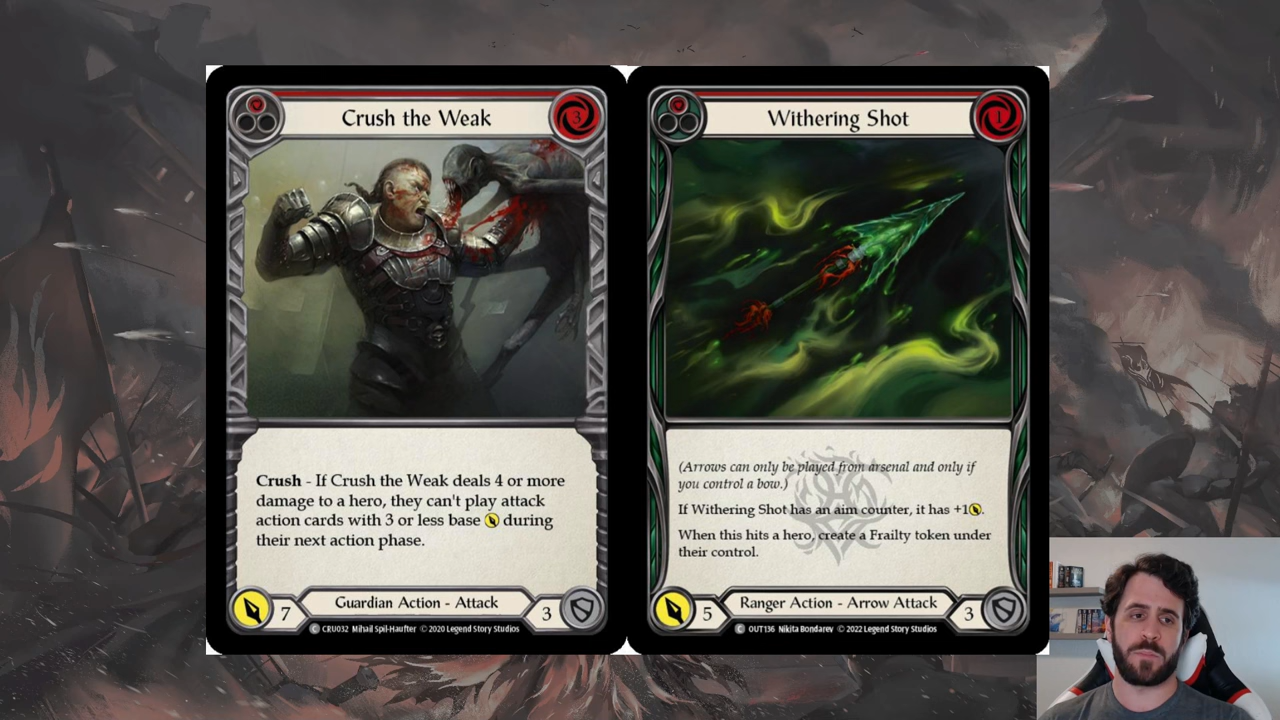 Crush the Weak
3
Crush - If Crush the Weak deals 4 or more
damage to a hero, they can't play attack
action cards with 3 or less base during
their next action phase.
7
Guardian Action - Attack
3
C CRU032 Mihail Spil-Haufter © 2020 Legend Story Studios
Withering Shot
1
(Arrows can only be played from arsenal and only if
you control a bow.)
If Withering Shot has an aim counter, it has +1.
When this hits a hero, create a Frailty token under
their control.
5
Ranger Action - Arrow Attack
3
C OUT136 Nikita Bondarev © 2022 Legend Story Studios